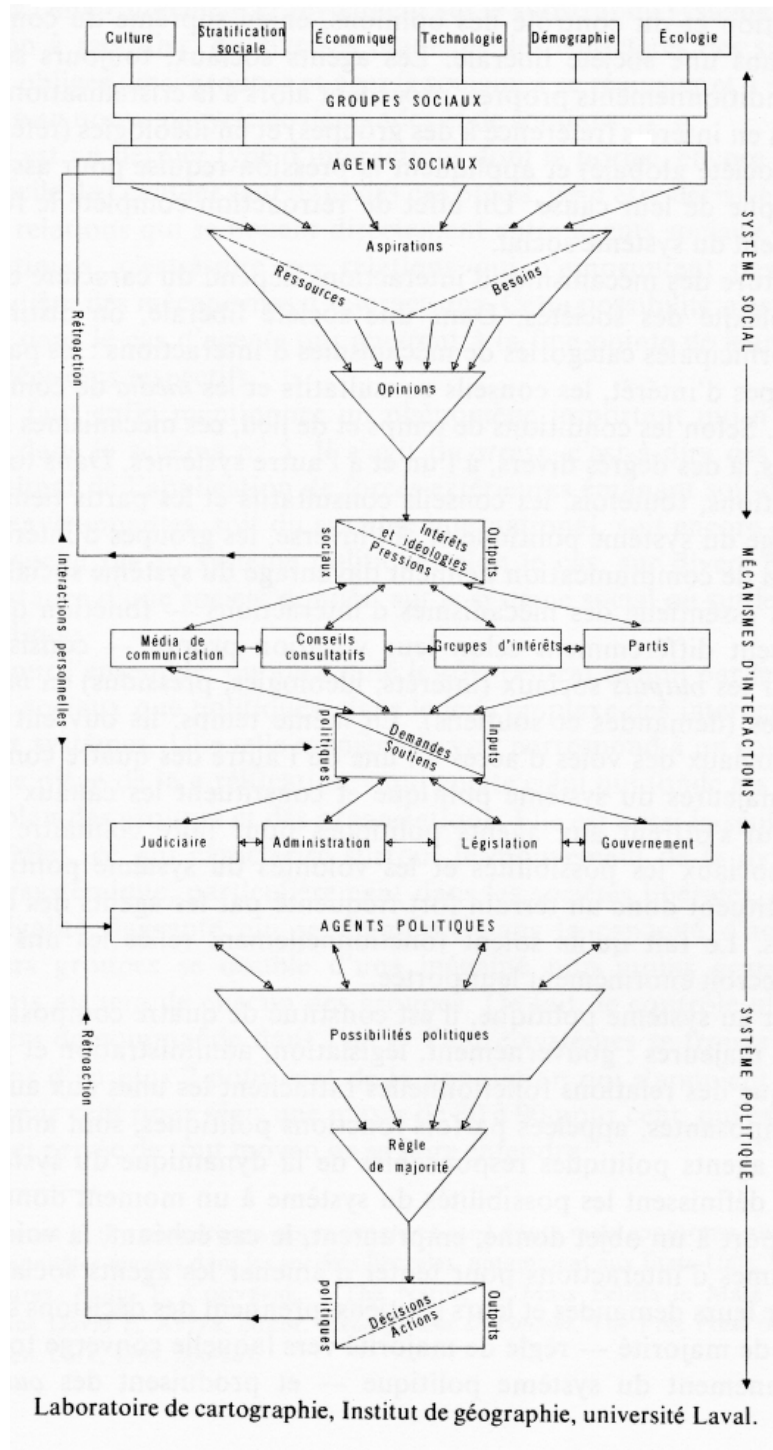 Culture
Stratification
sociale
Économique
Technologie
Démographie
Écologie
GROUPES SOCIAUX
AGENTS SOCIAUX
Aspirations
Ressources
Besoins
Opinions
SYSTÈME SOCIAL
Rétroaction
sociaux
Intérêts
et idéologies
Pressions
Outputs
Interactions personnelles
Média de
communication
Conseils
consultatifs
Groupes d'intérêts
Partis
MÉCANISMES D'INTERACTIONS
politiques
Demandes
Soutiens
Inputs
Judiciaire
Administration
Législation
Gouvernement
AGENTS POLITIQUES
Possibilités politiques
Rétroaction
Règle
de majorité
SYSTÈME POLITIQUE
politiques
Décisions
Actions
Outputs
Laboratoire de cartographie, Institut de géographie, université Laval.